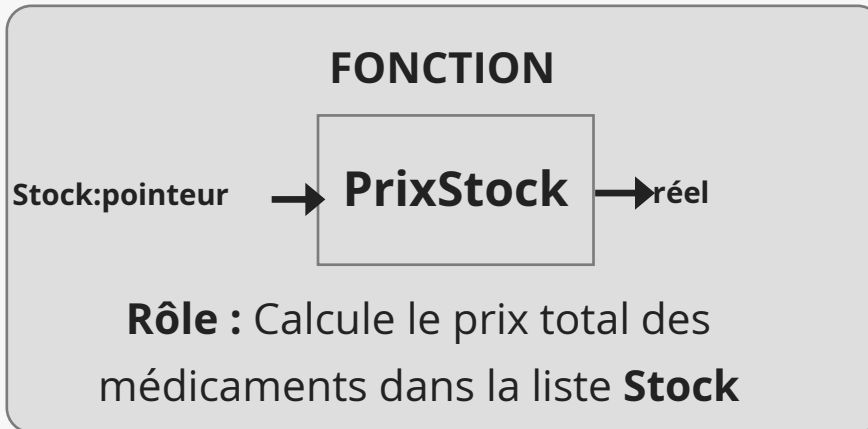 FONCTION
Stock:pointeur
PrixStock
réel
Rôle : Calcule le prix total des
médicaments dans la liste Stock